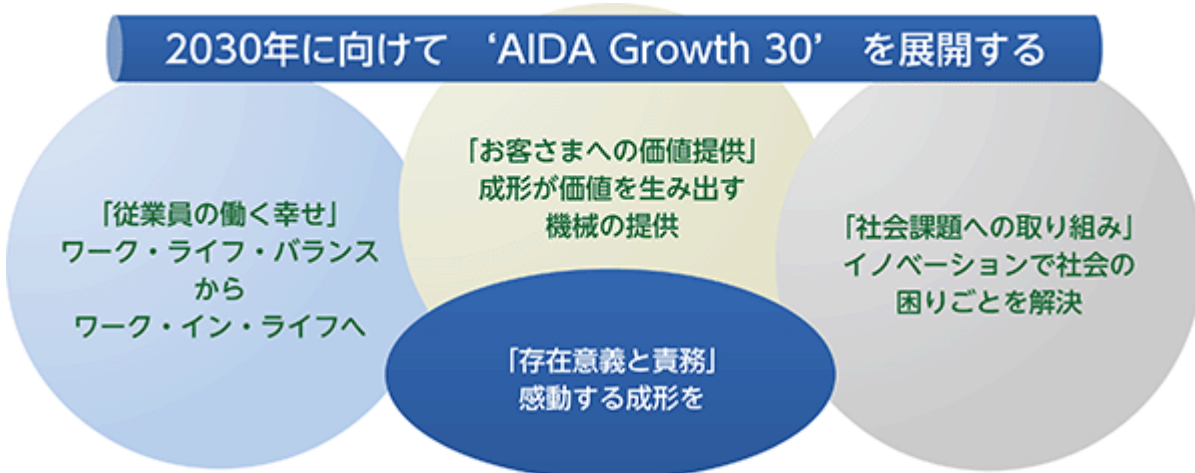 2030年に向けて ‘AIDA Growth 30’ を展開する
「従業員の働く幸せ」
ワーク・ライフ・バランス
から
ワーク・イン・ライフへ
「お客さまへの価値提供」
成形が価値を生み出す
機械の提供
「社会課題への取り組み」
イノベーションで社会の
困りごとを解決
「存在意義と責務」
感動する成形を